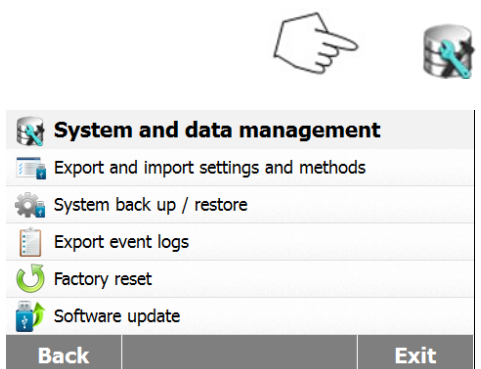 System and data management
Export and import settings and methods
System back up / restore
Export event logs
Factory reset
Software update
Back
Exit